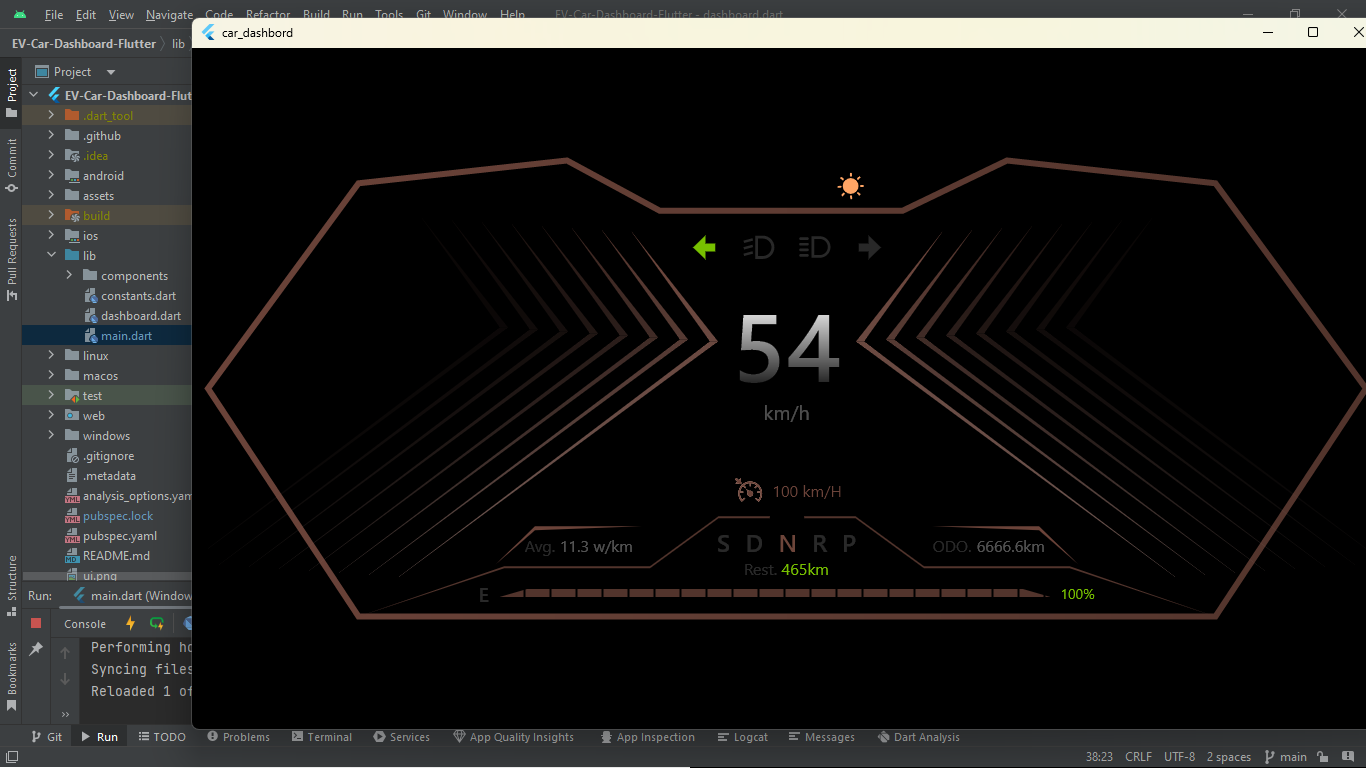 File Edit View Navigate Code Refactor Build Run Tools Git Window Help EV-Car-Dashboard-Flutter - dashboard.dart
car_dashbord
EV-Car-Dashboard-Flutter lib
Project
Project
EV-Car-Dashboard-Flut
.dart_tool
.github
Commit
.idea
android
assets
build
Pull Requests
ios
lib
components
constants.dart
dashboard.dart
main.dart
linux
macos
test
web
windows
.gitignore
.metadata
analysis_options.yam
pubspec.lock
pubspec.yaml
README.md
ui.png
Structure
54
km/h
100 km/H
Avg. 11.3 w/km
S D N R P
ODO. 6666.6km
Rest. 465km
E
100%
Run: main.dart (Window
Console
Bookmarks
Performing ho
Syncing files
Reloaded 1 of
Git Run TODO Problems Terminal Services App Quality Insights App Inspection Logcat Messages Dart Analysis
38:23 CRLF UTF-8 2 spaces main